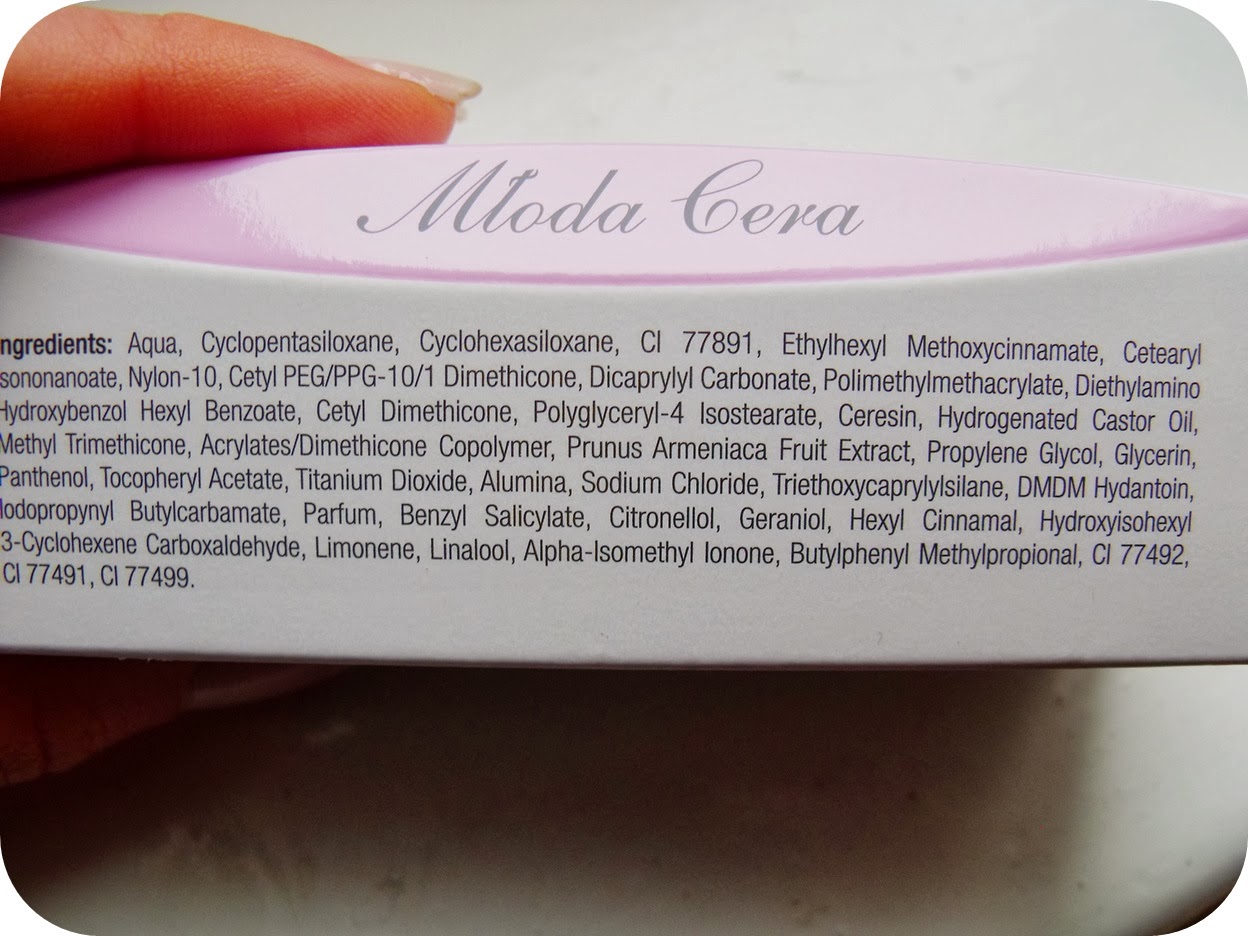 Młoda Cera
ngredients: Aqua, Cyclopentasiloxane, Cyclohexasiloxane, CI 77891, Ethylhexyl Methoxycinnamate, Cetearyl
sononanoate, Nylon-10, Cetyl PEG/PPG-10/1 Dimethicone, Dicaprylyl Carbonate, Polimethylmethacrylate, Diethylamino
Hydroxybenzol Hexyl Benzoate, Cetyl Dimethicone, Polyglyceryl-4 Isostearate, Ceresin, Hydrogenated Castor Oil,
Methyl Trimethicone, Acrylates/Dimethicone Copolymer, Prunus Armeniaca Fruit Extract, Propylene Glycol, Glycerin,
Panthenol, Tocopheryl Acetate, Titanium Dioxide, Alumina, Sodium Chloride, Triethoxycaprylylsilane, DMDM Hydantoin,
Iodopropynyl Butylcarbamate, Parfum, Benzyl Salicylate, Citronellol, Geraniol, Hexyl Cinnamal, Hydroxyisohexyl
3-Cyclohexene Carboxaldehyde, Limonene, Linalool, Alpha-Isomethyl Ionone, Butylphenyl Methylpropional, CI 77492,
CI 77491, CI 77499.